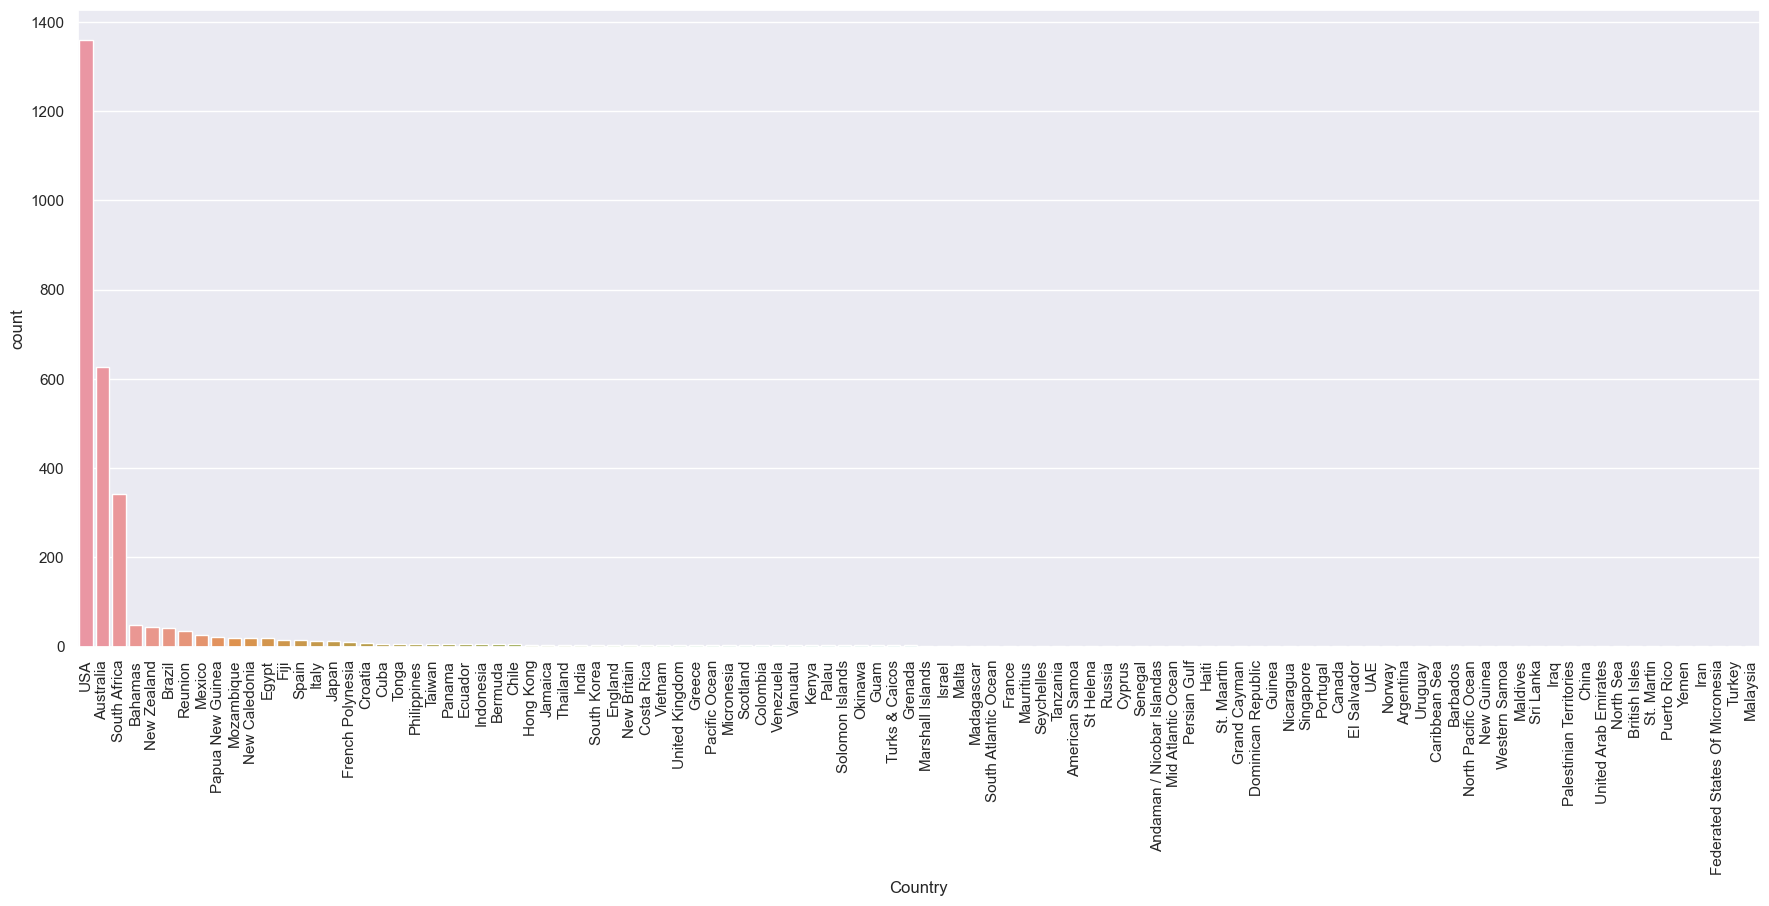 1400
1200
1000
800
600
400
200
0
count
USA
Australia
South Africa
Bahamas
New Zealand
Brazil
Reunion
Mexico
Papua New Guinea
Mozambique
New Caledonia
Egypt
Fiji
Spain
Italy
Japan
French Polynesia
Croatia
Cuba
Tonga
Philippines
Taiwan
Panama
Ecuador
Indonesia
Bermuda
Chile
Hong Kong
Jamaica
Thailand
India
South Korea
England
New Britain
Costa Rica
Vietnam
United Kingdom
Greece
Pacific Ocean
Micronesia
Scotland
Colombia
Venezuela
Vanuatu
Kenya
Palau
Solomon Islands
Okinawa
Guam
Turks & Caicos
Grenada
Marshall Islands
Israel
Malta
Madagascar
South Atlantic Ocean
France
Mauritius
Seychelles
Tanzania
American Samoa
St Helena
Russia
Cyprus
Senegal
Andaman / Nicobar Islandas
Mid Atlantic Ocean
Persian Gulf
Haiti
St. Maartin
Grand Cayman
Dominican Republic
Guinea
Nicaragua
Singapore
Portugal
Canada
El Salvador
UAE
Norway
Argentina
Uruguay
Caribbean Sea
Barbados
North Pacific Ocean
New Guinea
Western Samoa
Maldives
Sri Lanka
Iraq
Palestinian Territories
China
United Arab Emirates
North Sea
British Isles
St. Martin
Puerto Rico
Yemen
Iran
Federated States Of Micronesia
Turkey
Malaysia
Country